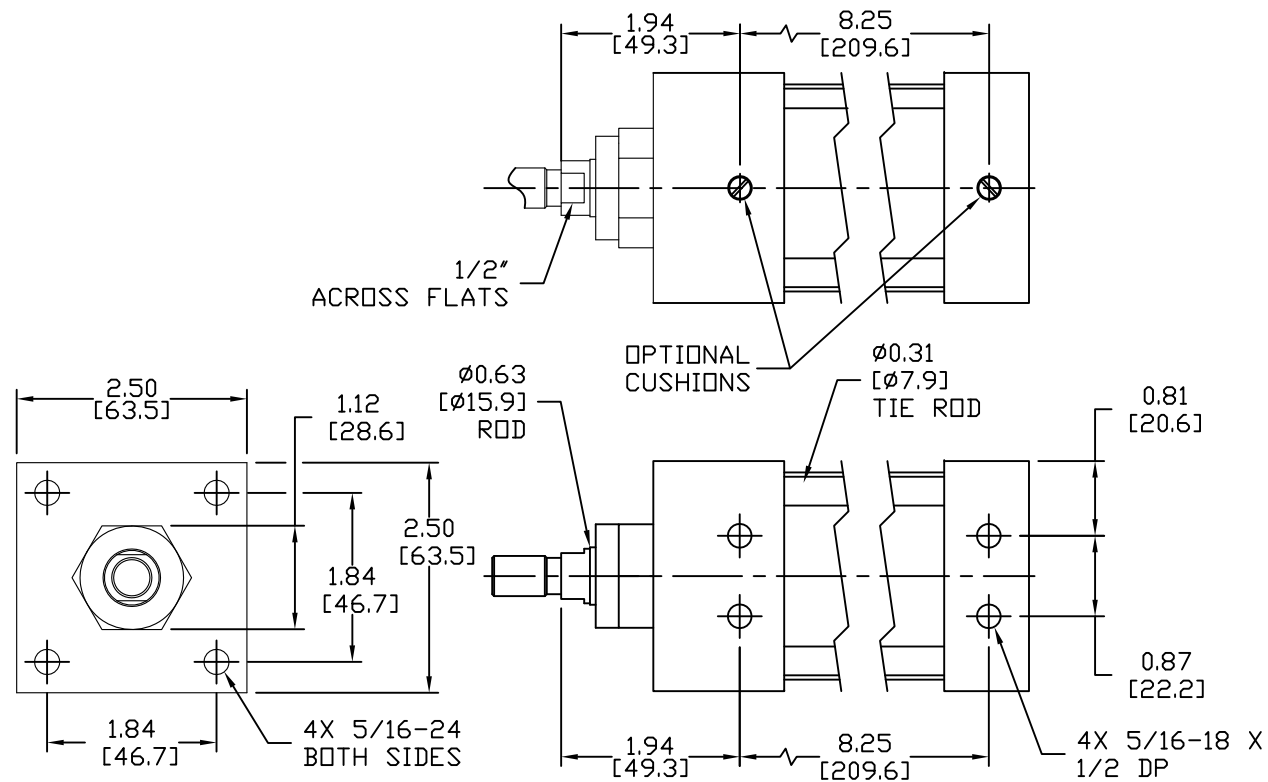 1.94
[49.3]
8.25
[209.6]
1/2"
ACROSS FLATS
OPTIONAL
CUSHIONS
Ø0.63
[Ø15.9]
ROD
Ø0.31
[Ø7.9]
TIE ROD
2.50
[63.5]
1.12
[28.6]
0.81
[20.6]
2.50
[63.5]
1.84
[46.7]
0.87
[22.2]
1.84
[46.7]
4X 5/16-24
BOTH SIDES
1.94
[49.3]
8.25
[209.6]
4X 5/16-18 X
1/2 DP